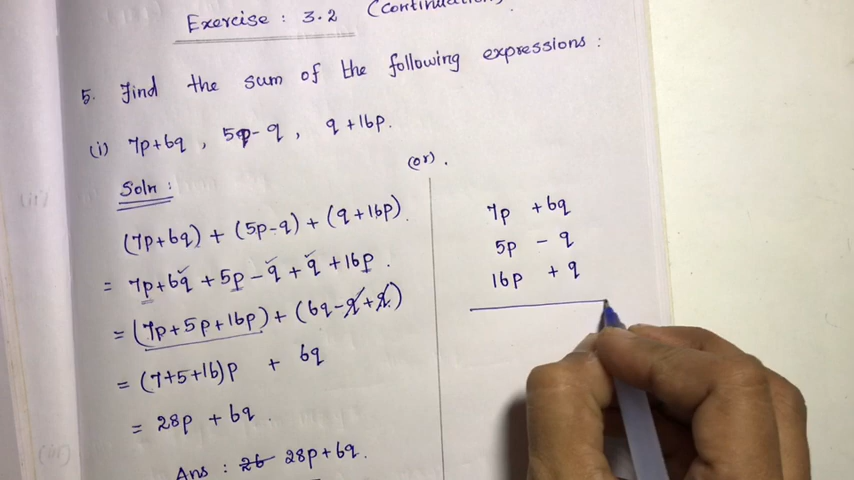 Exercise : 3.2 (Continuation).
5. Find the sum of the following expressions :
(i) 7p+6q , 5p-q , q+16p.
Soln :
(7p+6q) + (5p-q) + (q+16p)
= 7p+6q+5p-q+q+16p.
= (7p+5p+16p)+(6q-q+q)
= (7+5+16)p + 6q
= 28p + 6q.
Ans : 26 28p+6q.
(or).
7p +6q
5p - q
16p + q